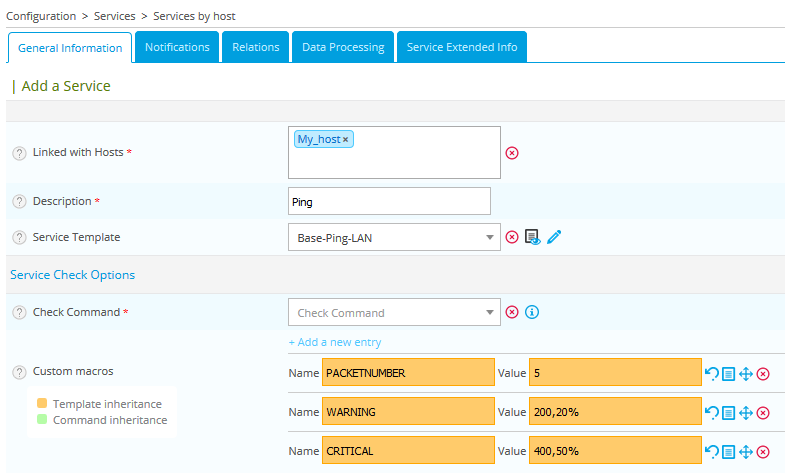 Configuration > Services > Services by host
General Information Notifications Relations Data Processing Service Extended Info
| Add a Service
? Linked with Hosts * My_host ×
? Description * Ping
? Service Template Base-Ping-LAN
Service Check Options
? Check Command * Check Command
+ Add a new entry
? Custom macros Name PACKETNUMBER Value 5
Template inheritance
Command inheritance
Name WARNING Value 200,20%
Name CRITICAL Value 400,50%